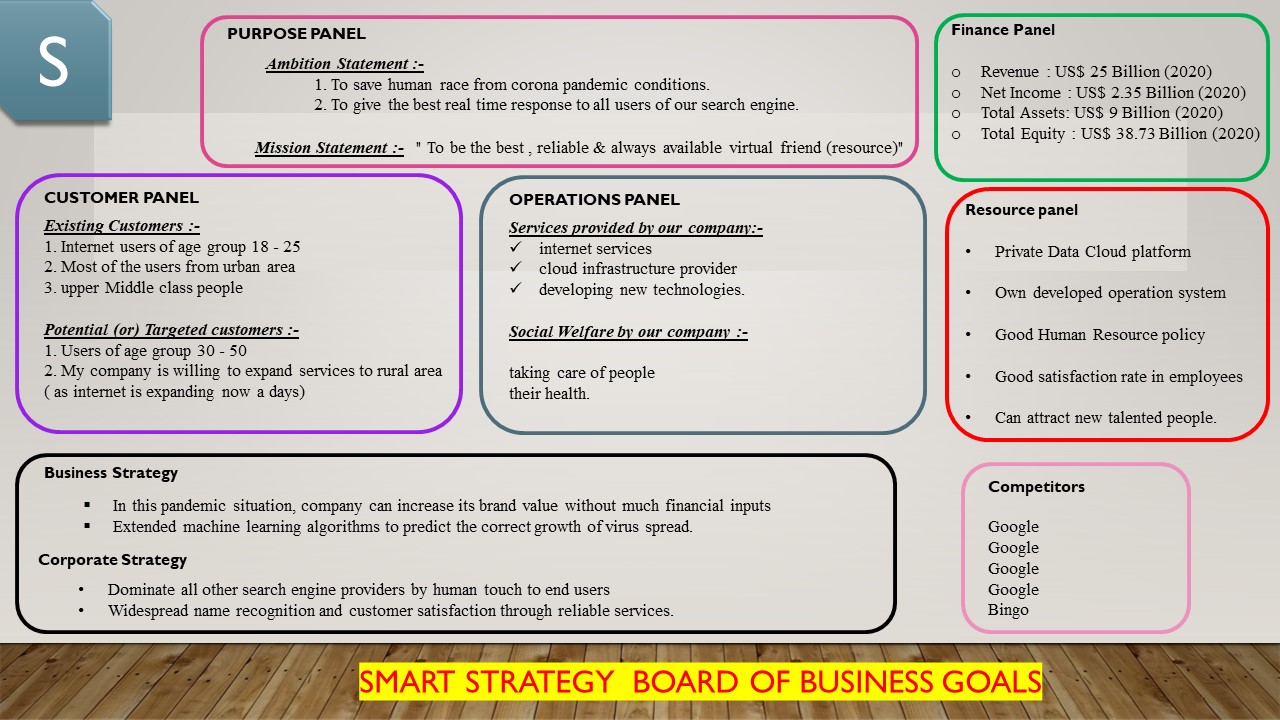 S
PURPOSE PANEL
Ambition Statement :-
1. To save human race from corona pandemic conditions.
2. To give the best real time response to all users of our search engine.
Mission Statement :- " To be the best , reliable & always available virtual friend (resource)"
Finance Panel
o Revenue : US$ 25 Billion (2020)
o Net Income : US$ 2.35 Billion (2020)
o Total Assets: US$ 9 Billion (2020)
o Total Equity : US$ 38.73 Billion (2020)
CUSTOMER PANEL
Existing Customers :-
1. Internet users of age group 18 - 25
2. Most of the users from urban area
3. upper Middle class people
Potential (or) Targeted customers :-
1. Users of age group 30 - 50
2. My company is willing to expand services to rural area
( as internet is expanding now a days)
OPERATIONS PANEL
Services provided by our company:-
✓ internet services
✓ cloud infrastructure provider
✓ developing new technologies.
Social Welfare by our company :-
taking care of people
their health.
Resource panel
• Private Data Cloud platform
• Own developed operation system
• Good Human Resource policy
• Good satisfaction rate in employees
• Can attract new talented people.
Business Strategy
▪ In this pandemic situation, company can increase its brand value without much financial inputs
▪ Extended machine learning algorithms to predict the correct growth of virus spread.
Corporate Strategy
• Dominate all other search engine providers by human touch to end users
• Widespread name recognition and customer satisfaction through reliable services.
Competitors
Google
Google
Google
Google
Bingo
SMART STRATEGY BOARD OF BUSINESS GOALS